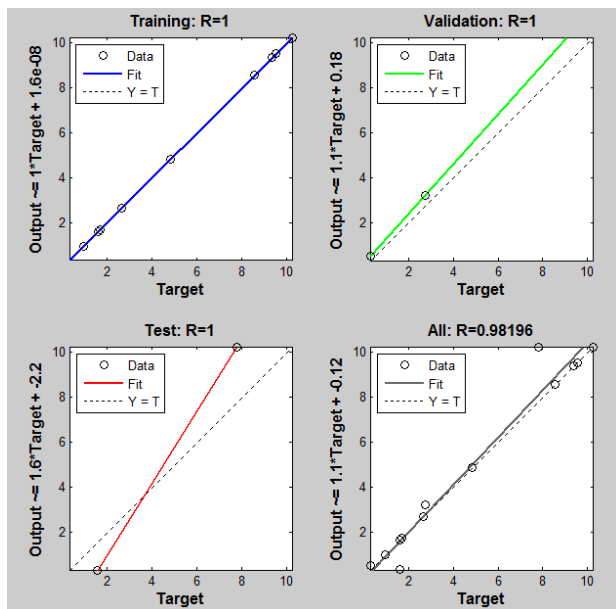 Training: R=1
Output ~= 1*Target + 1.6e-08
Data
Fit
Y = T
10
8
6
4
2
2 4 6 8 10
Target
Validation: R=1
Output ~= 1.1*Target + 0.18
Data
Fit
Y = T
10
8
6
4
2
2 4 6 8 10
Target
Test: R=1
Output ~= 1.6*Target + -2.2
Data
Fit
Y = T
10
8
6
4
2
2 4 6 8 10
Target
All: R=0.98196
Output ~= 1.1*Target + -0.12
Data
Fit
Y = T
10
8
6
4
2
2 4 6 8 10
Target